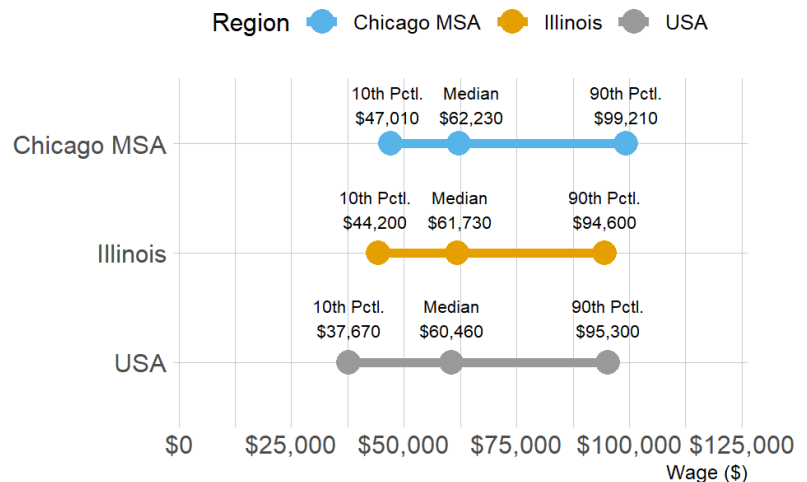 Region Chicago MSA Illinois USA
10th Pctl. Median 90th Pctl.
$47,010 $62,230 $99,210
Chicago MSA
10th Pctl. Median 90th Pctl.
$44,200 $61,730 $94,600
Illinois
10th Pctl. Median 90th Pctl.
$37,670 $60,460 $95,300
USA
$0 $25,000 $50,000 $75,000 $100,000 $125,000
Wage ($)